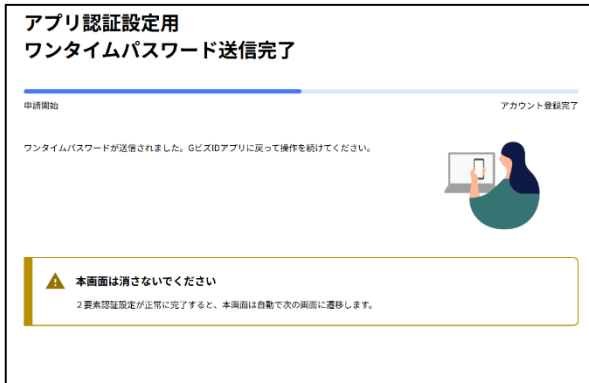 アプリ認証設定用
ワンタイムパスワード送信完了
申請開始
アカウント登録完了
ワンタイムパスワードが送信されました。GビズIDアプリに戻って操作を続けてください。
本画面は消さないでください
２要素認証設定が正常に完了すると、本画面は自動で次の画面に遷移します。